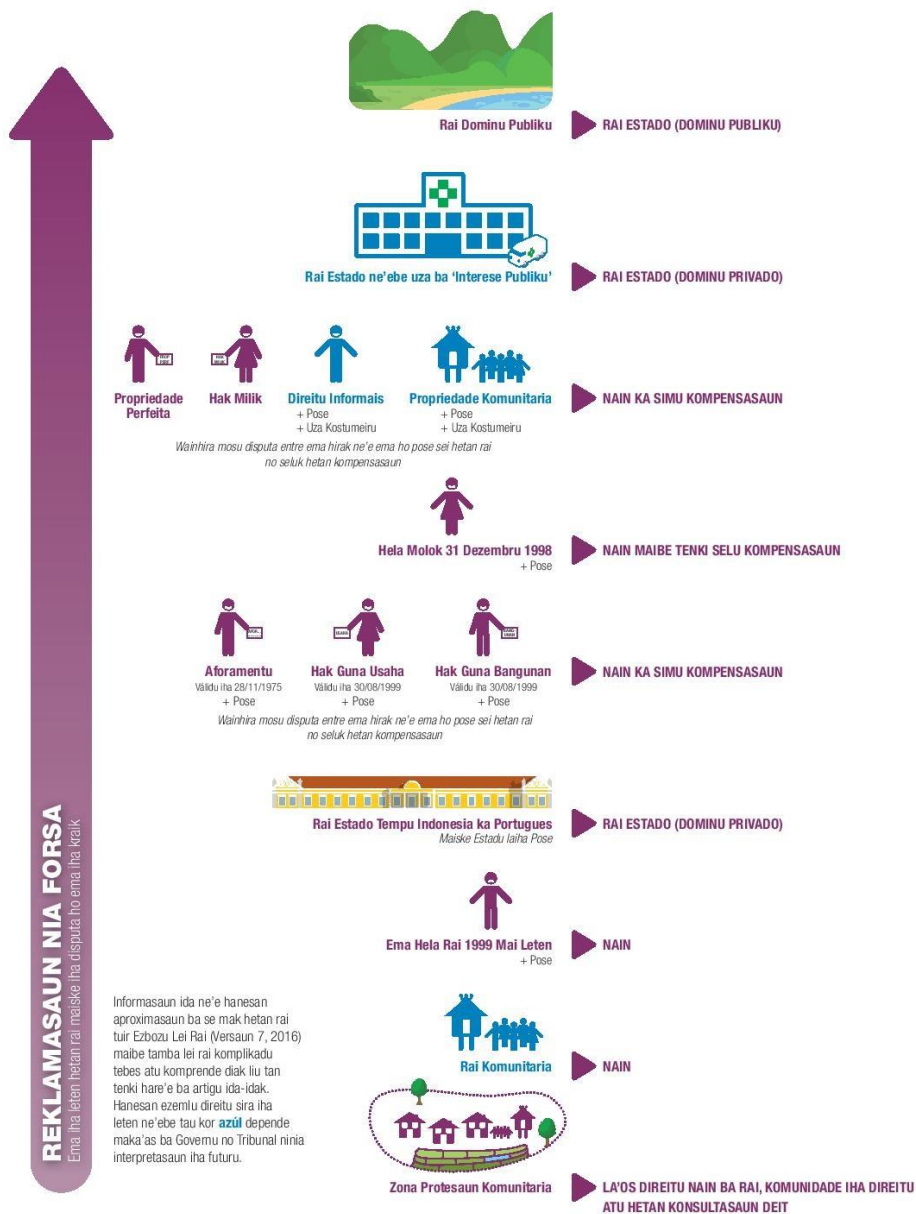 Rai Dominu Publiku
RAI ESTADO (DOMINU PUBLIKU)
Rai Estado ne'ebe uza ba 'Interese Publiku'
RAI ESTADO (DOMINU PRIVADO)
Propriedade Perfeita
Hak Milik
Direitu Informais
+ Pose
+ Uza Kostumeiru
Propriedade Komunitaria
+ Pose
+ Uza Kostumeiru
NAIN KA SIMU KOMPENSASAUN
Wainhira mosu disputa entre ema hirak ne'e ema ho pose sei hetan rai
no seluk hetan kompensasaun
Hela Molok 31 Dezembru 1998
+ Pose
NAIN MAIBE TENKI SELU KOMPENSASAUN
Aforamentu
Válidu iha 28/11/1975
+ Pose
Hak Guna Usaha
Válidu iha 30/08/1999
+ Pose
Hak Guna Bangunan
Válidu iha 30/08/1999
+ Pose
NAIN KA SIMU KOMPENSASAUN
Wainhira mosu disputa entre ema hirak ne'e ema ho pose sei hetan rai
no seluk hetan kompensasaun
Rai Estado Tempu Indonesia ka Portugues
Maiske Estadu laiha Pose
RAI ESTADO (DOMINU PRIVADO)
Ema Hela Rai 1999 Mai Leten
+ Pose
NAIN
Rai Komunitaria
NAIN
Zona Protesaun Komunitaria
LA'OS DIREITU NAIN BA RAI, KOMUNIDADE IHA DIREITU
ATU HETAN KONSULTASAUN DEIT
REKLAMASAUN NIA FORSA
Ema iha leten hetan rai maiske iha disputa ho ema iha kraik
Informasaun ida ne'e hanesan
aproximasaun ba se mak hetan rai
tuir Ezbozu Lei Rai (Versaun 7, 2016)
maibe tamba lei rai komplikadu
tebes atu komprende diak liu tan
tenki hare'e ba artigu ida-idak.
Hanesan ezemlu direitu sira iha
leten ne'ebe tau kor azúl depende
maka'as ba Governu no Tribunal ninia
interpretasaun iha futuru.